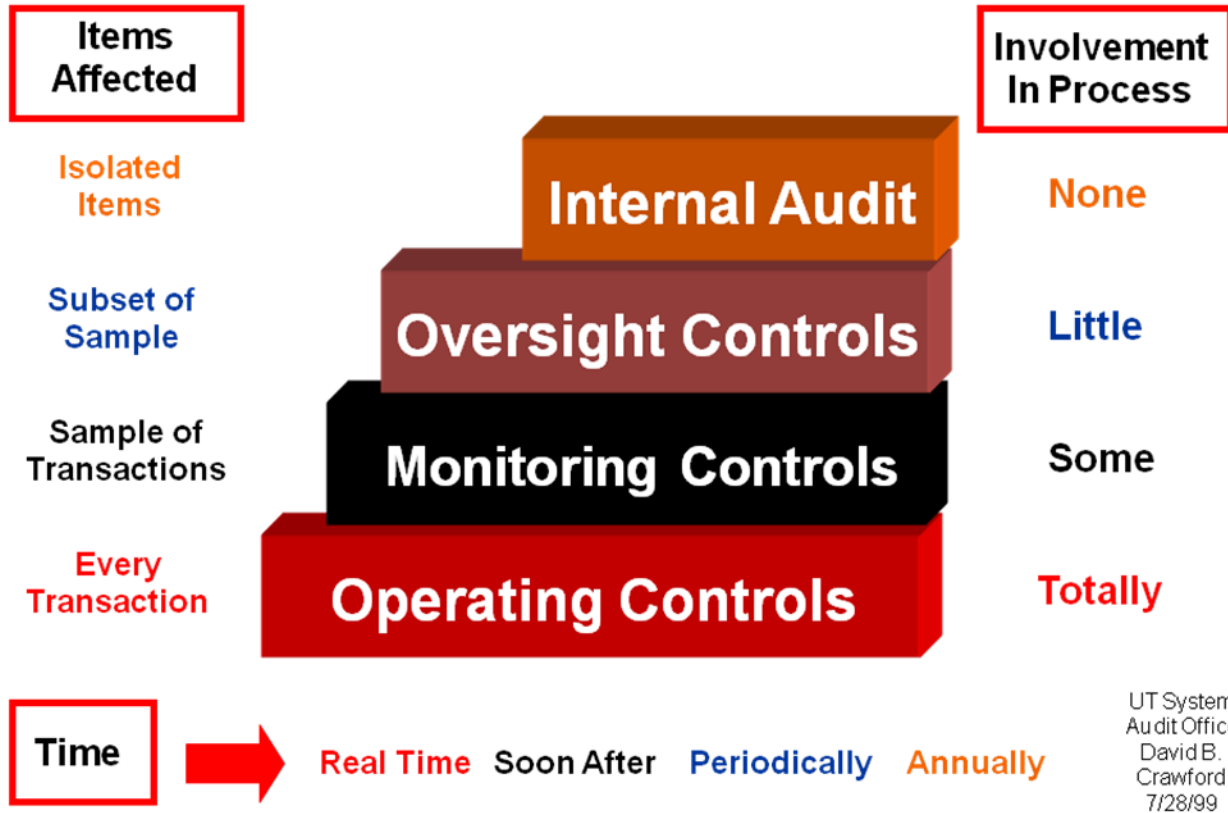 Items
Affected
Involvement
In Process
Isolated
Items
Internal Audit
None
Subset of
Sample
Oversight Controls
Little
Sample of
Transactions
Monitoring Controls
Some
Every
Transaction
Operating Controls
Totally
Time
Real Time
Soon After
Periodically
Annually
UT System
Audit Offic
David B.
Crawford
7/28/99